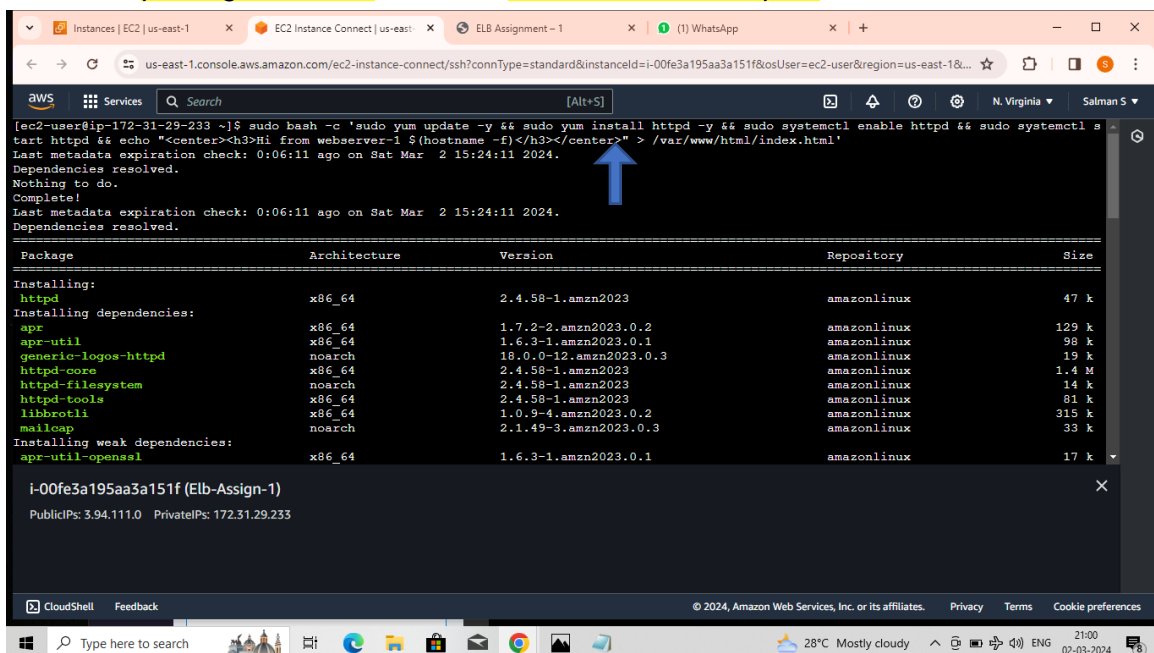 Instances | EC2 | us-east-1
EC2 Instance Connect | us-east-
ELB Assignment – 1
(1) WhatsApp
us-east-1.console.aws.amazon.com/ec2-instance-connect/ssh?connType=standard&instanceId=i-00fe3a195aa3a151f&osUser=ec2-user&region=us-east-1&...
S
aws Services Search [Alt+S] N. Virginia ▼ Salman S ▼
[ec2-user@ip-172-31-29-233 ~]$ sudo bash -c 'sudo yum update -y && sudo yum install httpd -y && sudo systemctl enable httpd && sudo systemctl s
tart httpd && echo "<center><h3>Hi from webserver-1 $(hostname -f)</h3></center>" > /var/www/html/index.html'
Last metadata expiration check: 0:06:11 ago on Sat Mar 2 15:24:11 2024.
Dependencies resolved.
Nothing to do.
Complete!
Last metadata expiration check: 0:06:11 ago on Sat Mar 2 15:24:11 2024.
Dependencies resolved.
Package Architecture Version Repository Size
Installing:
httpd x86_64 2.4.58-1.amzn2023 amazonlinux 47 k
Installing dependencies:
apr x86_64 1.7.2-2.amzn2023.0.2 amazonlinux 129 k
apr-util x86_64 1.6.3-1.amzn2023.0.1 amazonlinux 98 k
generic-logos-httpd noarch 18.0.0-12.amzn2023.0.3 amazonlinux 19 k
httpd-core x86_64 2.4.58-1.amzn2023 amazonlinux 1.4 M
httpd-filesystem noarch 2.4.58-1.amzn2023 amazonlinux 14 k
httpd-tools x86_64 2.4.58-1.amzn2023 amazonlinux 81 k
libbrotli x86_64 1.0.9-4.amzn2023.0.2 amazonlinux 315 k
mailcap noarch 2.1.49-3.amzn2023.0.3 amazonlinux 33 k
Installing weak dependencies:
apr-util-openssl x86_64 1.6.3-1.amzn2023.0.1 amazonlinux 17 k
i-00fe3a195aa3a151f (Elb-Assign-1)
PublicIPs: 3.94.111.0 PrivateIPs: 172.31.29.233
CloudShell Feedback © 2024, Amazon Web Services, Inc. or its affiliates. Privacy Terms Cookie preferences
Type here to search 28°C Mostly cloudy ENG 21:00
02-03-2024 8